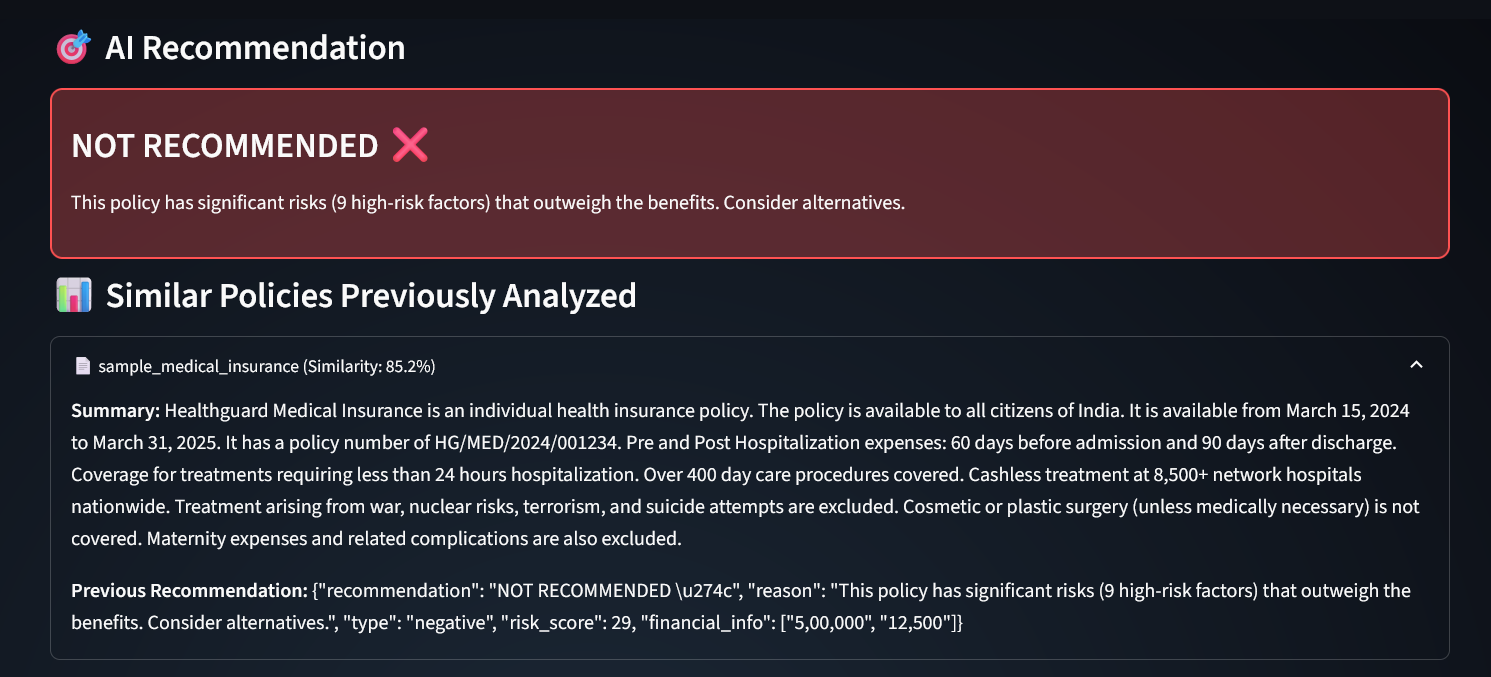 AI Recommendation
NOT RECOMMENDED ❌
This policy has significant risks (9 high-risk factors) that outweigh the benefits. Consider alternatives.
Similar Policies Previously Analyzed
sample_medical_insurance (Similarity: 85.2%)
Summary: Healthguard Medical Insurance is an individual health insurance policy. The policy is available to all citizens of India. It is available from March 15, 2024
to March 31, 2025. It has a policy number of HG/MED/2024/001234. Pre and Post Hospitalization expenses: 60 days before admission and 90 days after discharge.
Coverage for treatments requiring less than 24 hours hospitalization. Over 400 day care procedures covered. Cashless treatment at 8,500+ network hospitals
nationwide. Treatment arising from war, nuclear risks, terrorism, and suicide attempts are excluded. Cosmetic or plastic surgery (unless medically necessary) is not
covered. Maternity expenses and related complications are also excluded.
Previous Recommendation: {"recommendation": "NOT RECOMMENDED \u274c", "reason": "This policy has significant risks (9 high-risk factors) that outweigh the
benefits. Consider alternatives.", "type": "negative", "risk_score": 29, "financial_info": ["5,00,000", "12,500"]}